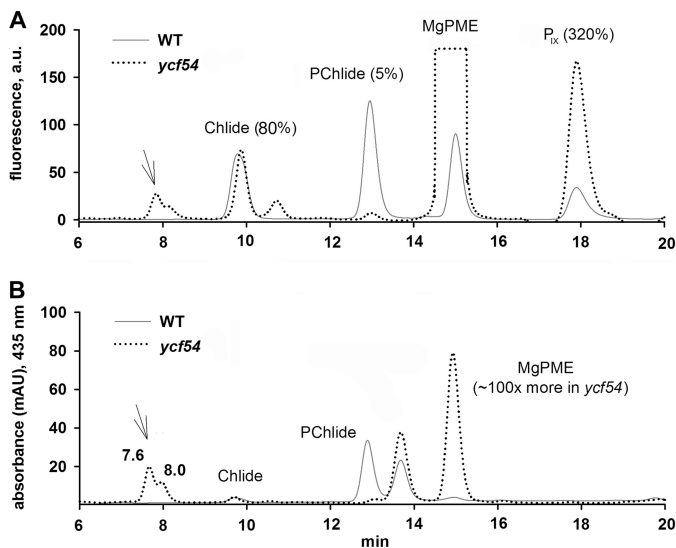 A
fluorescence, a.u.
200
150
100
50
0
WT
ycf54
Chlide (80%)
PChlide (5%)
MgPME
PIX (320%)
6 8 10 12 14 16 18 20
B
absorbance (mAU), 435 nm
100
80
60
40
20
WT
ycf54
7.6
8.0
Chlide
PChlide
MgPME
(~100x more in ycf54)
6 8 10 12 14 16 18 20
min